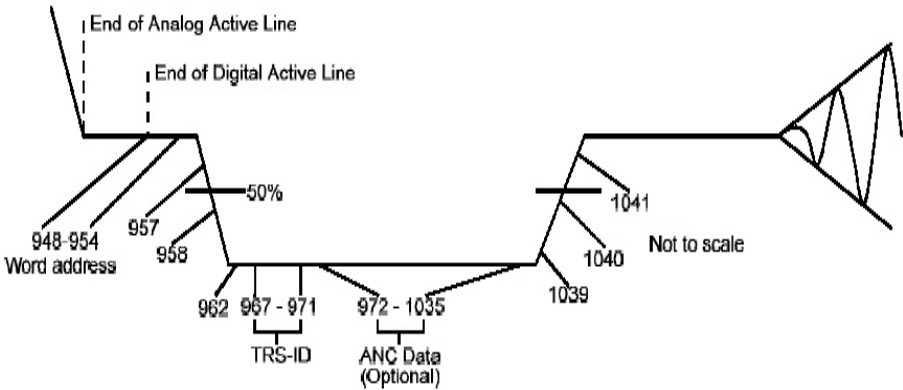 End of Analog Active Line
End of Digital Active Line
50%
957
1041
948-954
958
1040
Not to scale
Word address
962
967 - 971
972 - 1035
1039
TRS-ID
ANC Data
(Optional)